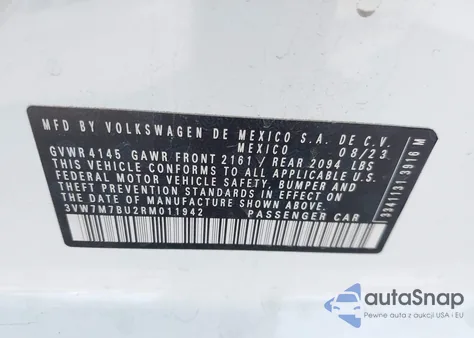 MFD BY VOLKSWAGEN DE MEXICO S.A. DE C.V.
MEXICO 08/23
GVWR 4145 GAWR FRONT 2161/ REAR 2094 LBS
THIS VEHICLE CONFORMS TO ALL APPLICABLE U.S.
FEDERAL MOTOR VEHICLE SAFETY, BUMPER AND
THEFT PREVENTION STANDARDS IN EFFECT ON
THE DATE OF MANUFACTURE SHOWN ABOVE.
3VW7M7BU2RM011942 PASSENGER CAR
autoSnap
Pewne auto z aukcji USA i EU